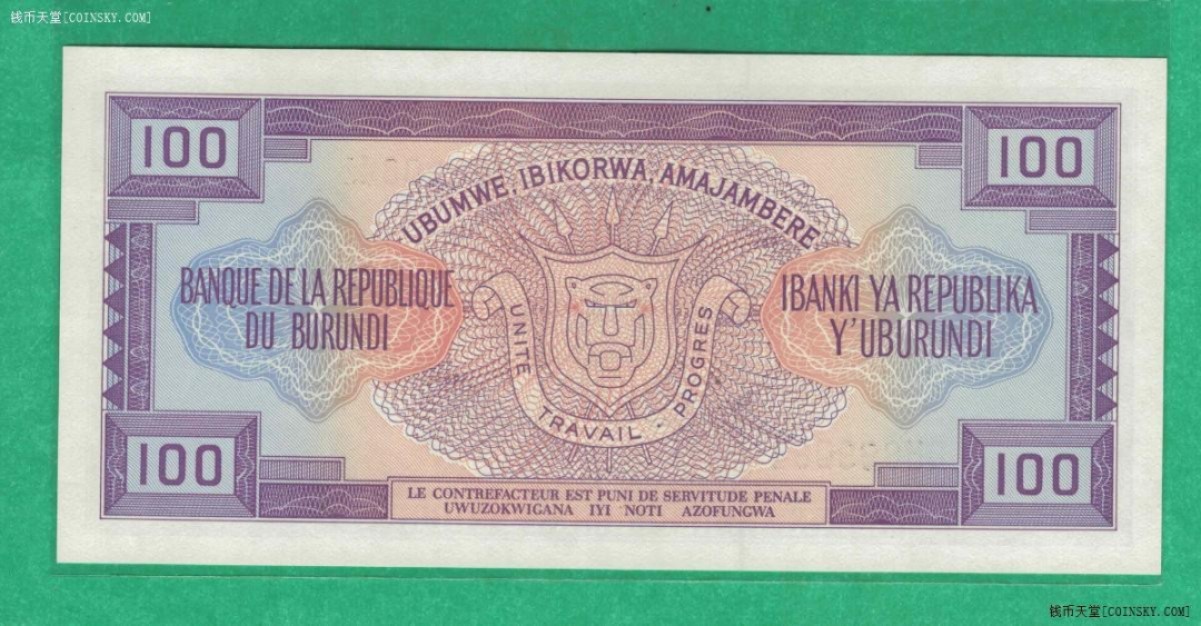 钱币天堂[COINSKY.COM]
100
100
UBUMWE, IBIKORWA, AMAJAMBERE
BANQUE DE LA REPUBLIQUE
DU BURUNDI
IBANKI YA REPUBLIKA
Y'UBURUNDI
UNITE - TRAVAIL - PROGRES
100
100
LE CONTREFACTEUR EST PUNI DE SERVITUDE PENALE
UWUZOKWIGANA IYI NOTI AZOFUNGWA
钱币天堂[COINSKY.COM]